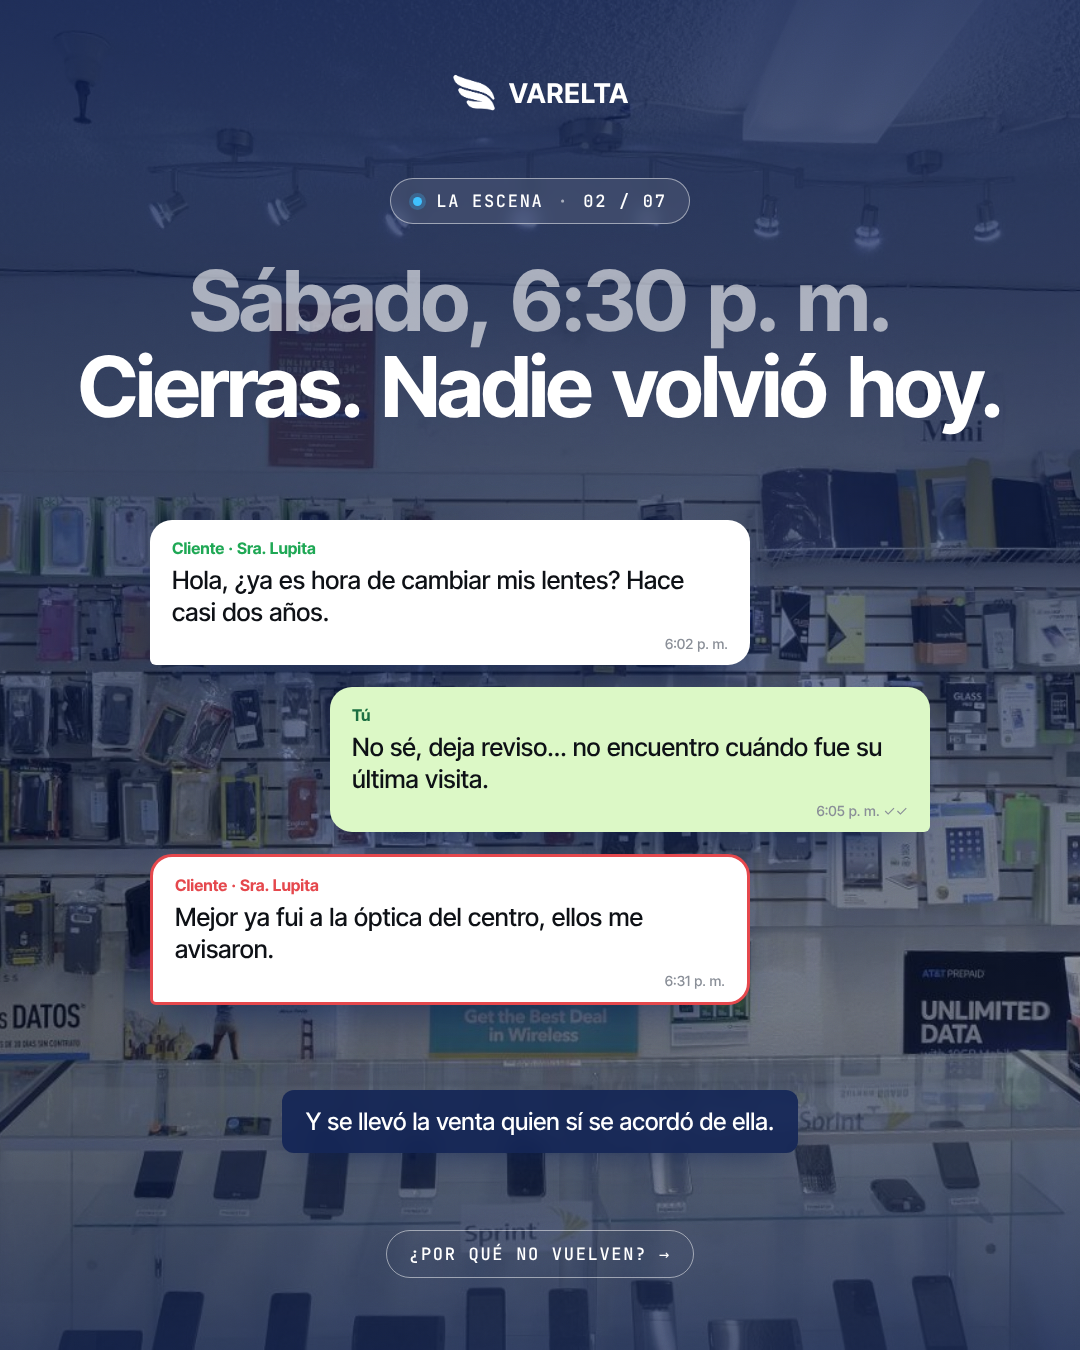 VARELTA
LA ESCENA · 02 / 07
Sábado, 6:30 p. m.
Cierras. Nadie volvió hoy.
Mini
Cliente · Sra. Lupita
Hola, ¿ya es hora de cambiar mis lentes? Hace
casi dos años.
6:02 p. m.
Tú
No sé, deja reviso... no encuentro cuándo fue su
última visita.
6:05 p. m. ✓✓
GLASS
Cliente · Sra. Lupita
Mejor ya fui a la óptica del centro, ellos me
avisaron.
6:31 p. m.
DATOS
Get the Best Deal
in Wireless
AT&T PREPAID
UNLIMITED
DATA
Y se llevó la venta quien sí se acordó de ella.
Sprint
Sprint
¿POR QUÉ NO VUELVEN? →